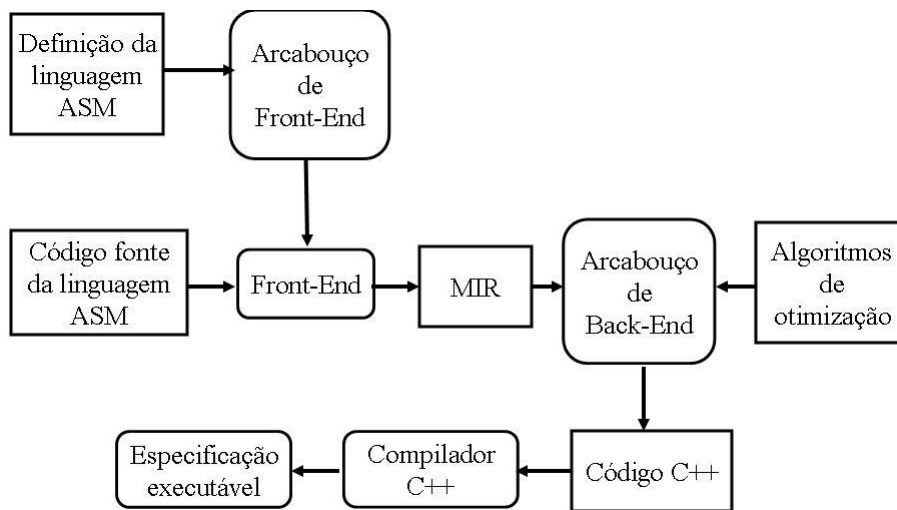 Definição da
linguagem
ASM
Arcabouço
de
Front-End
Código fonte
da linguagem
ASM
Front-End
MIR
Arcabouço
de
Back-End
Algoritmos
de
otimização
Especificação
executável
Compilador
C++
Código C++